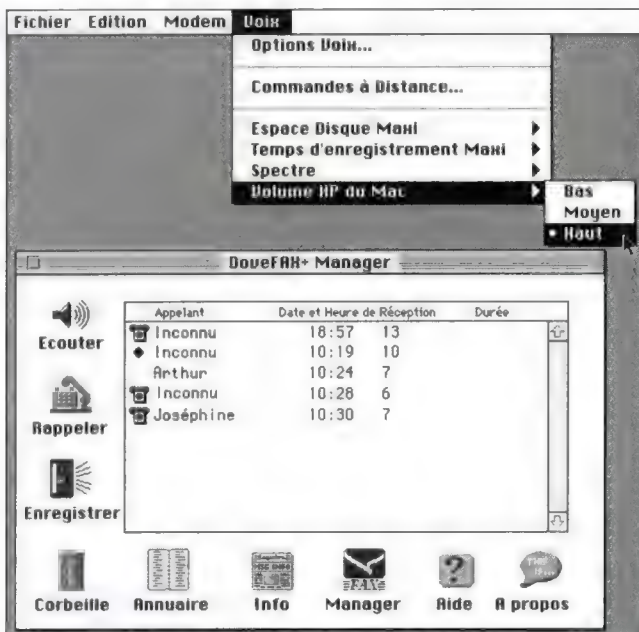 Fichier Edition Modem Voix
Options Voix...
Commandes à Distance...
Espace Disque Maxi
Temps d'enregistrement Maxi
Spectre
Volume HP du Mac
Bas
Moyen
• Haut
DoveFAX+ Manager
Appelant Date et Heure de Réception Durée
Inconnu 18:57 13
Inconnu 10:19 10
Arthur 10:24 7
Inconnu 10:28 6
Joséphine 10:30 7
Ecouter
Rappeler
Enregistrer
FAX
Corbeille Annuaire Info Manager Aide A propos